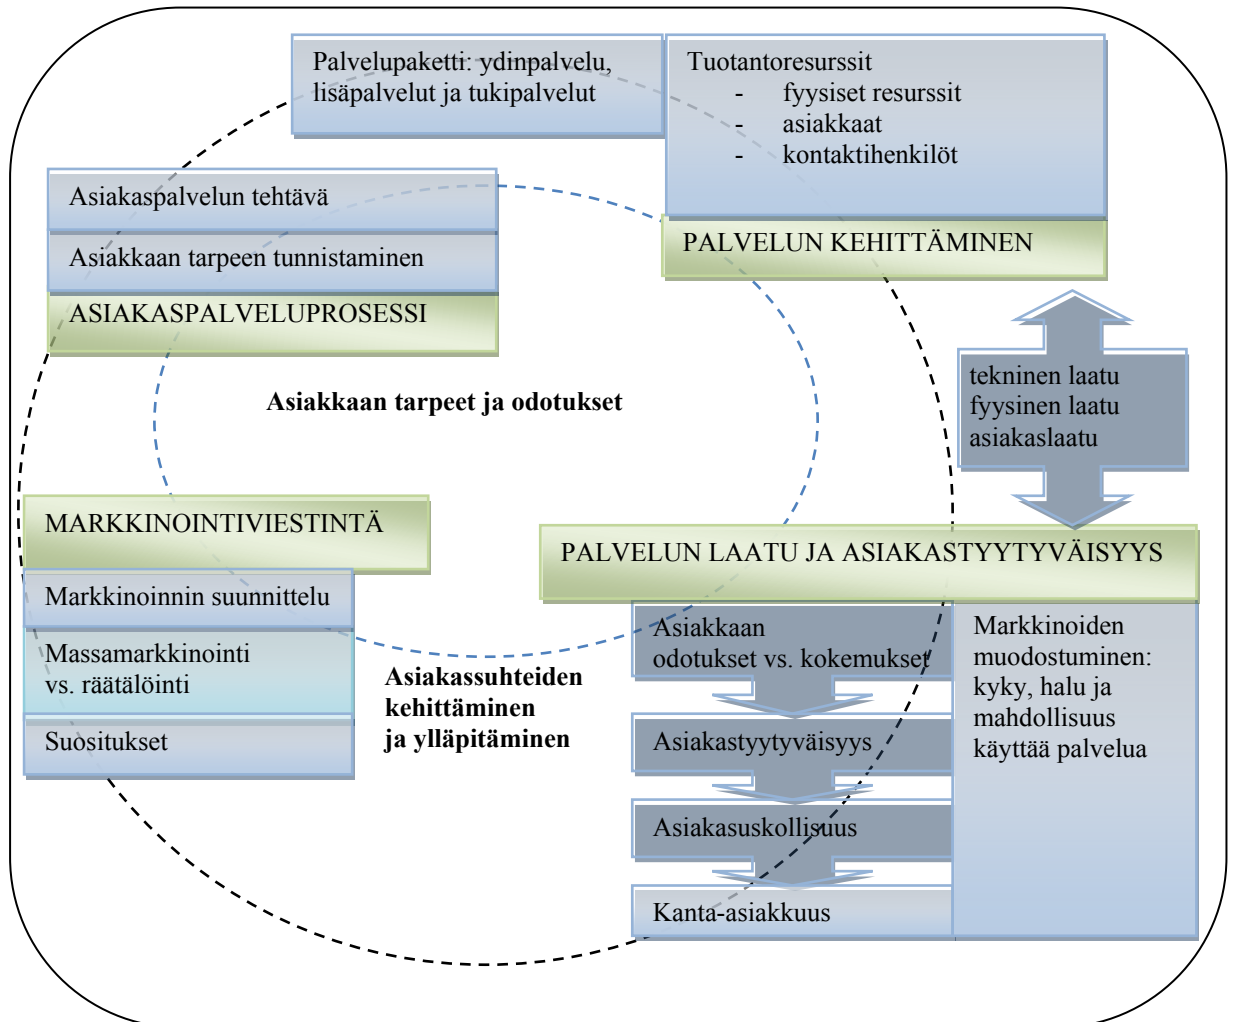 Palvelupaketti: ydinpalvelu,
lisäpalvelut ja tukipalvelut
Tuotantoresurssit
- fyysiset resurssit
- asiakkaat
- kontaktihenkilöt
PALVELUN KEHITTÄMINEN
Asiakaspalvelun tehtävä
Asiakkaan tarpeen tunnistaminen
ASIAKASPALVELUPROSESSI
tekninen laatu
fyysinen laatu
asiakaslaatu
Asiakkaan tarpeet ja odotukset
MARKKINOINTIVIESTINTÄ
Markkinoinnin suunnittelu
Massamarkkinointi
vs. räätälöinti
Suositukset
Asiakassuhteiden
kehittäminen
ja ylläpitäminen
PALVELUN LAATU JA ASIAKASTYYTYVÄISYYS
Asiakkaan
odotukset vs. kokemukset
Asiakastyytyväisyys
Asiakasuskollisuus
Kanta-asiakkuus
Markkinoiden
muodostuminen:
kyky, halu ja
mahdollisuus
käyttää palvelua